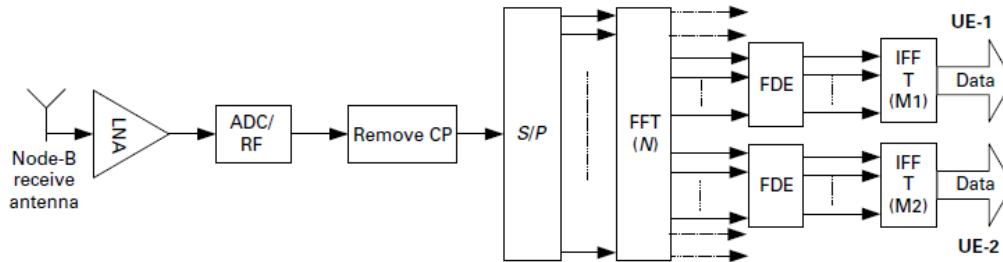 Node-B
receive
antenna
LNA
ADC/
RF
Remove CP
S/P
FFT
(N)
FDE
IFF
T
(M1)
UE-1
Data
FDE
IFF
T
(M2)
Data
UE-2